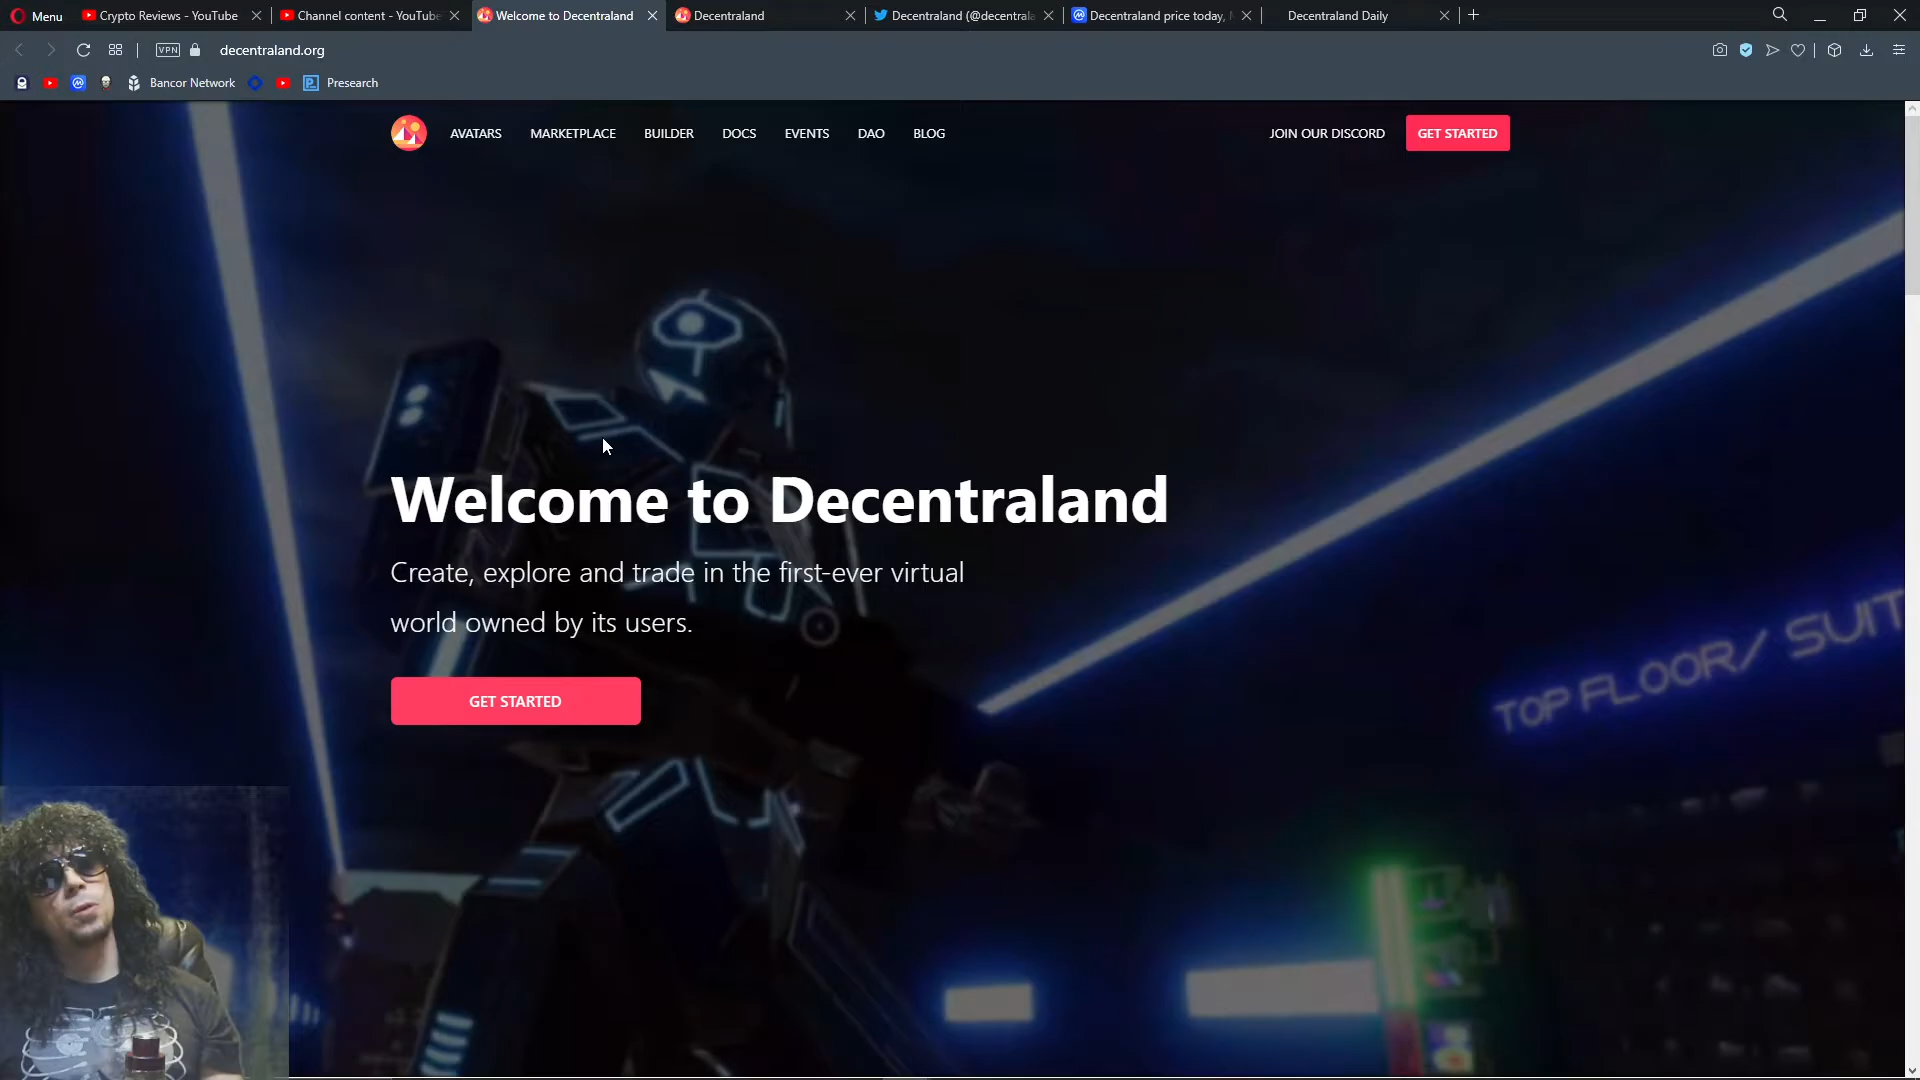 Menu
Crypto Reviews - YouTube
Channel content - YouTube
Welcome to Decentraland
Decentraland
Decentraland (@decentrala
Decentraland price today,
Decentraland Daily
VPN
decentraland.org
Bancor Network
Presearch
AVATARS
MARKETPLACE
BUILDER
DOCS
EVENTS
DAO
BLOG
JOIN OUR DISCORD
GET STARTED
Welcome to Decentraland
Create, explore and trade in the first-ever virtual
world owned by its users.
GET STARTED
TOP FLOOR/ SUIT